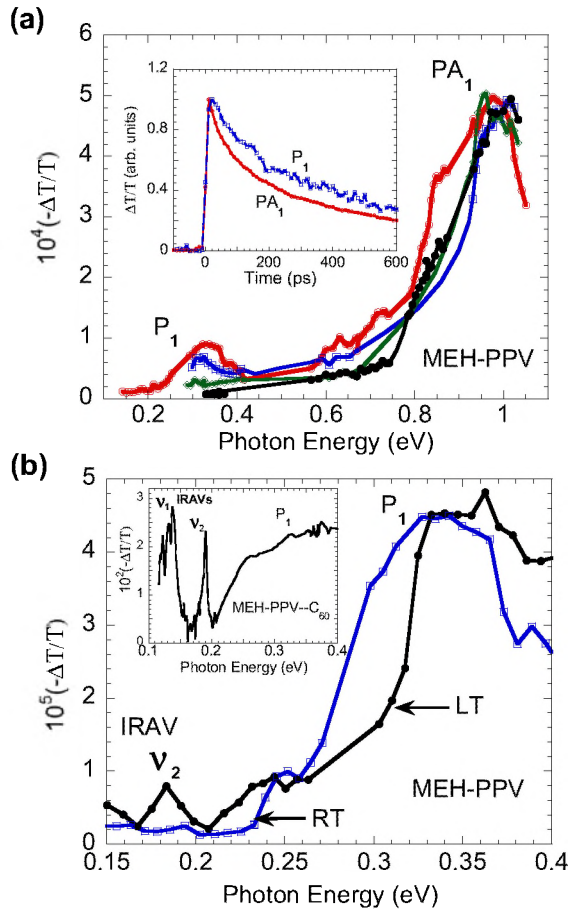 (a)
6
5
4
3
2
1
0
10⁴(-ΔT/T)
0.2 0.4 0.6 0.8 1
Photon Energy (eV)
PA₁
P₁
MEH-PPV
1.2
0.8
0.4
0
ΔT/T (arb. units)
P₁
PA₁
0 200 400 600
Time (ps)
(b)
5
4
3
2
1
0
10⁵(-ΔT/T)
0.15 0.2 0.25 0.3 0.35 0.4
Photon Energy (eV)
P₁
LT
IRAV
ν₂
RT
MEH-PPV
3
2
1
0
10²(-ΔT/T)
ν₁ IRAVs
ν₂
P₁
MEH-PPV--C₆₀
0.1 0.2 0.3 0.4
Photon Energy (eV)